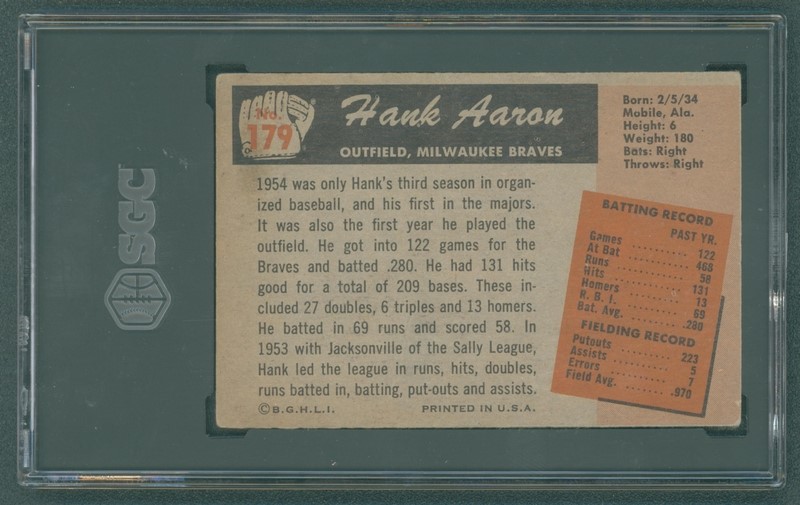 SGC
No.
179
Hank Aaron
OUTFIELD, MILWAUKEE BRAVES
Born: 2/5/34
Mobile, Ala.
Height: 6
Weight: 180
Bats: Right
Throws: Right
1954 was only Hank's third season in organ-
ized baseball, and his first in the majors.
It was also the first year he played the
outfield. He got into 122 games for the
Braves and batted .280. He had 131 hits
good for a total of 209 bases. These in-
cluded 27 doubles, 6 triples and 13 homers.
He batted in 69 runs and scored 58. In
1953 with Jacksonville of the Sally League,
Hank led the league in runs, hits, doubles,
runs batted in, batting, put-outs and assists.
©B.G.H.L.I. PRINTED IN U.S.A.
BATTING RECORD
PAST YR.
Games .......... 122
At Bat .......... 468
Runs .......... 58
Hits .......... 131
Homers .......... 13
R. B. I. .......... 69
Bat. Avg. .......... .280
FIELDING RECORD
Putouts .......... 223
Assists .......... 5
Errors .......... 7
Field Avg. .......... .970